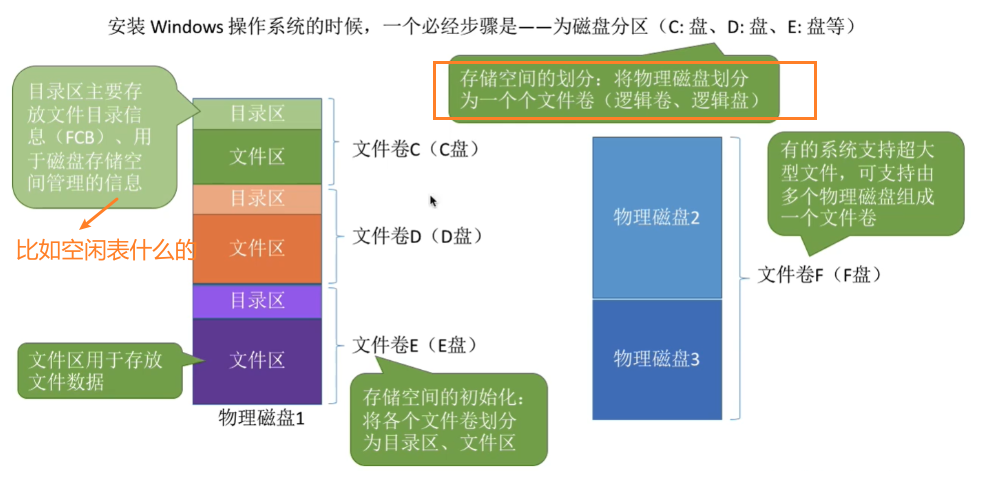 安装 Windows 操作系统的时候，一个必经步骤是——为磁盘分区（C: 盘、D: 盘、E: 盘等）
存储空间的划分：将物理磁盘划分
为一个个文件卷（逻辑卷、逻辑盘）
目录区主要存
放文件目录信
息（FCB）、用
于磁盘存储空
间管理的信息
比如空闲表什么的
目录区
文件区
文件卷C（C盘）
目录区
文件区
文件卷D（D盘）
目录区
文件区
文件卷E（E盘）
文件区用于存放
文件数据
物理磁盘1
存储空间的初始化：
将各个文件卷划分
为目录区、文件区
物理磁盘2
物理磁盘3
有的系统支持超大
型文件，可支持由
多个物理磁盘组成
一个文件卷
文件卷F（F盘）